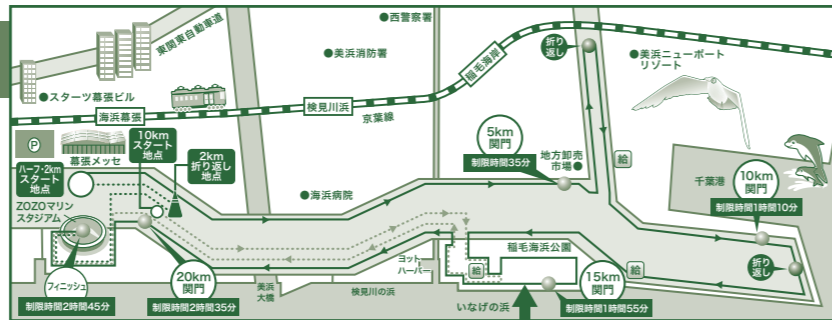 東関東自動車道
●西警察署
●美浜消防署
稲毛海岸
折り
返し
●美浜ニューポート
リゾート
●スターツ幕張ビル
海浜幕張
検見川浜
京葉線
P
幕張メッセ
10km
スタート
地点
2km
折り返し
地点
ハーフ・2km
スタート
地点
ZOZOマリン
スタジアム
●海浜病院
5km
関門
制限時間35分
地方卸売
市場●
給
千葉港
10km
関門
制限時間1時間10分
折り
返し
給
稲毛海浜公園
給
ヨット
ハーバー
15km
関門
制限時間1時間55分
いなげの浜
検見川の浜
美浜
大橋
20km
関門
制限時間2時間35分
フィニッシュ
制限時間2時間45分